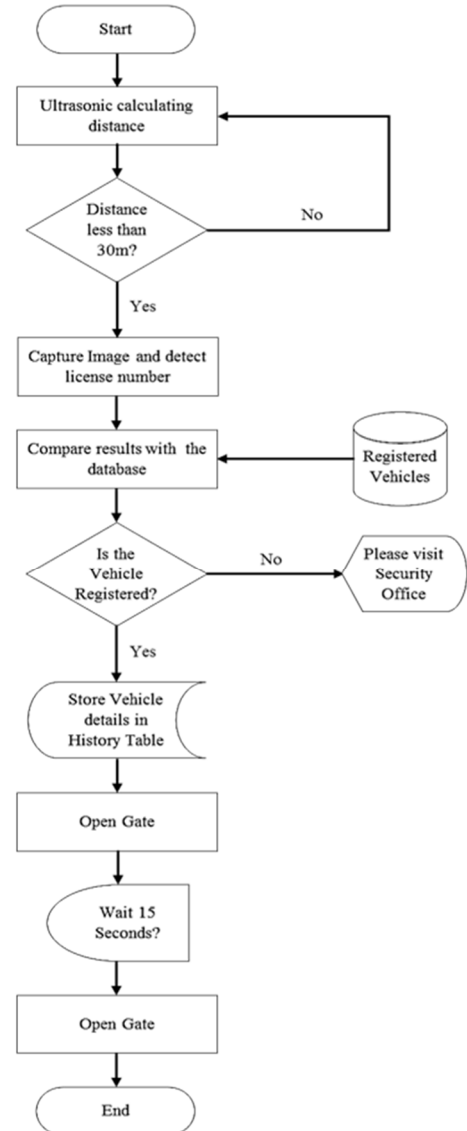 Start
Ultrasonic calculating
distance
Distance
less than
30m?
No
Yes
Capture Image and detect
license number
Compare results with the
database
Registered
Vehicles
Is the
Vehicle
Registered?
No
Please visit
Security
Office
Yes
Store Vehicle
details in
History Table
Open Gate
Wait 15
Seconds?
Open Gate
End